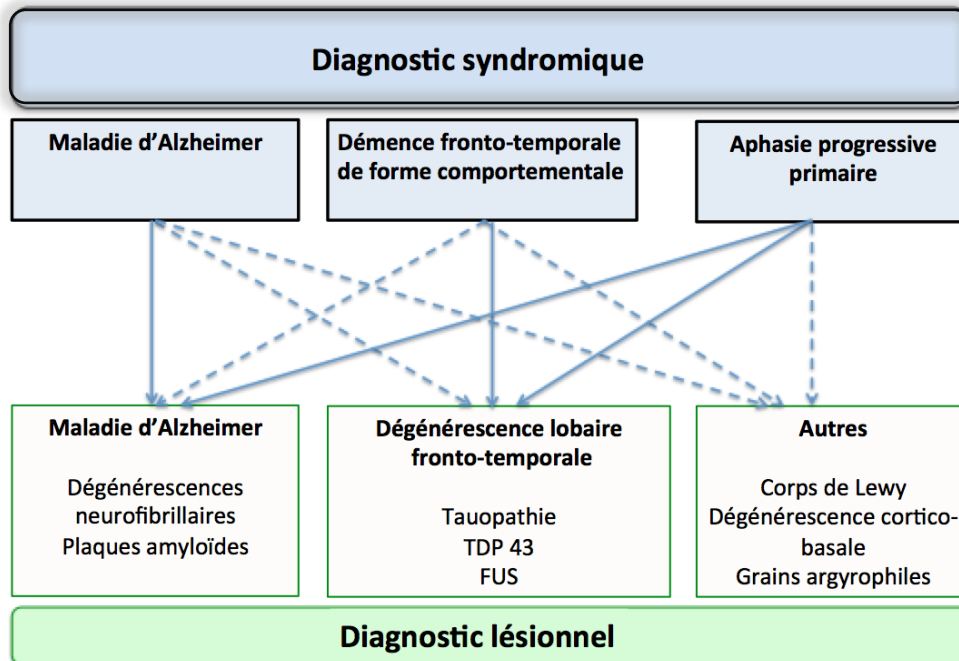 Diagnostic syndromique
Maladie d’Alzheimer
Démence fronto-temporale
de forme comportementale
Aphasie progressive
primaire
Maladie d’Alzheimer
Dégénérescences
neurofibrillaires
Plaques amyloïdes
Dégénérescence lobaire
fronto-temporale
Tauopathie
TDP 43
FUS
Autres
Corps de Lewy
Dégénérescence cortico-
basale
Grains argyrophiles
Diagnostic lésionnel